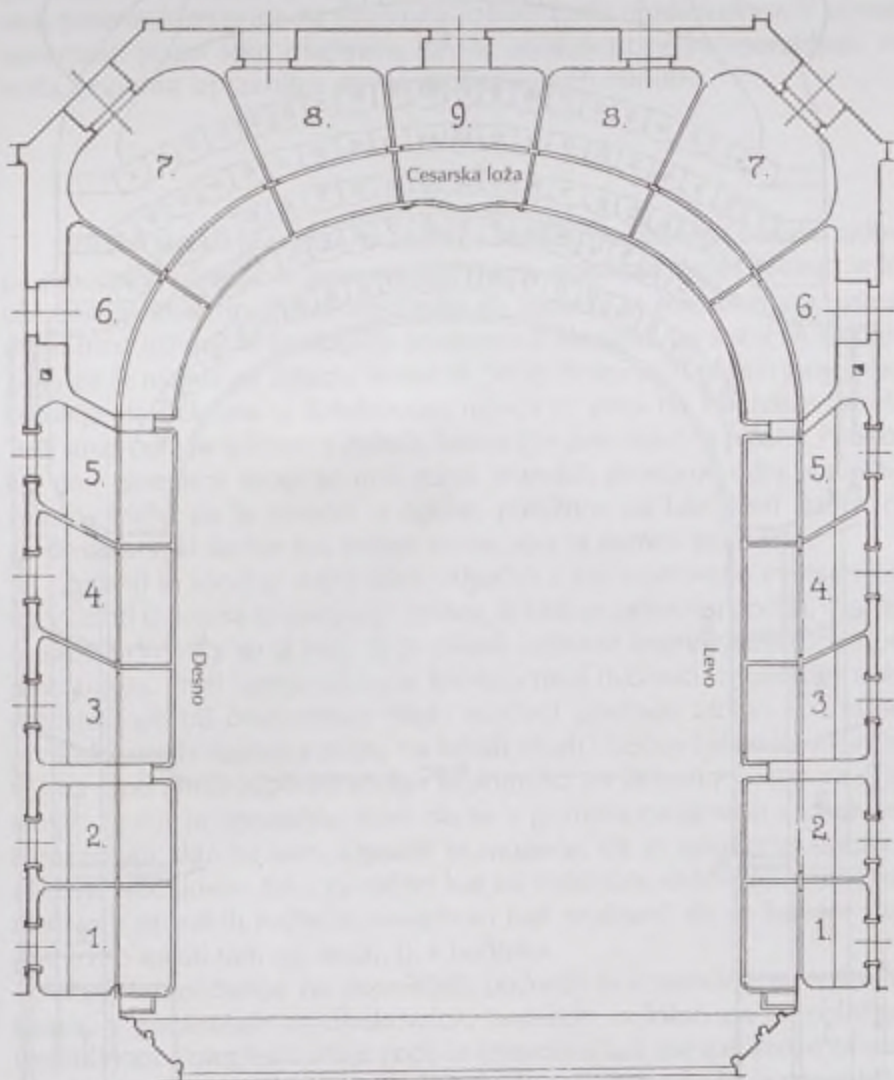 8. 9. 8.
7. Cesarska loža 7.
6. 6.
5. 5.
4. 4.
Desno Levo
3. 3.
2. 2.
1. 1.